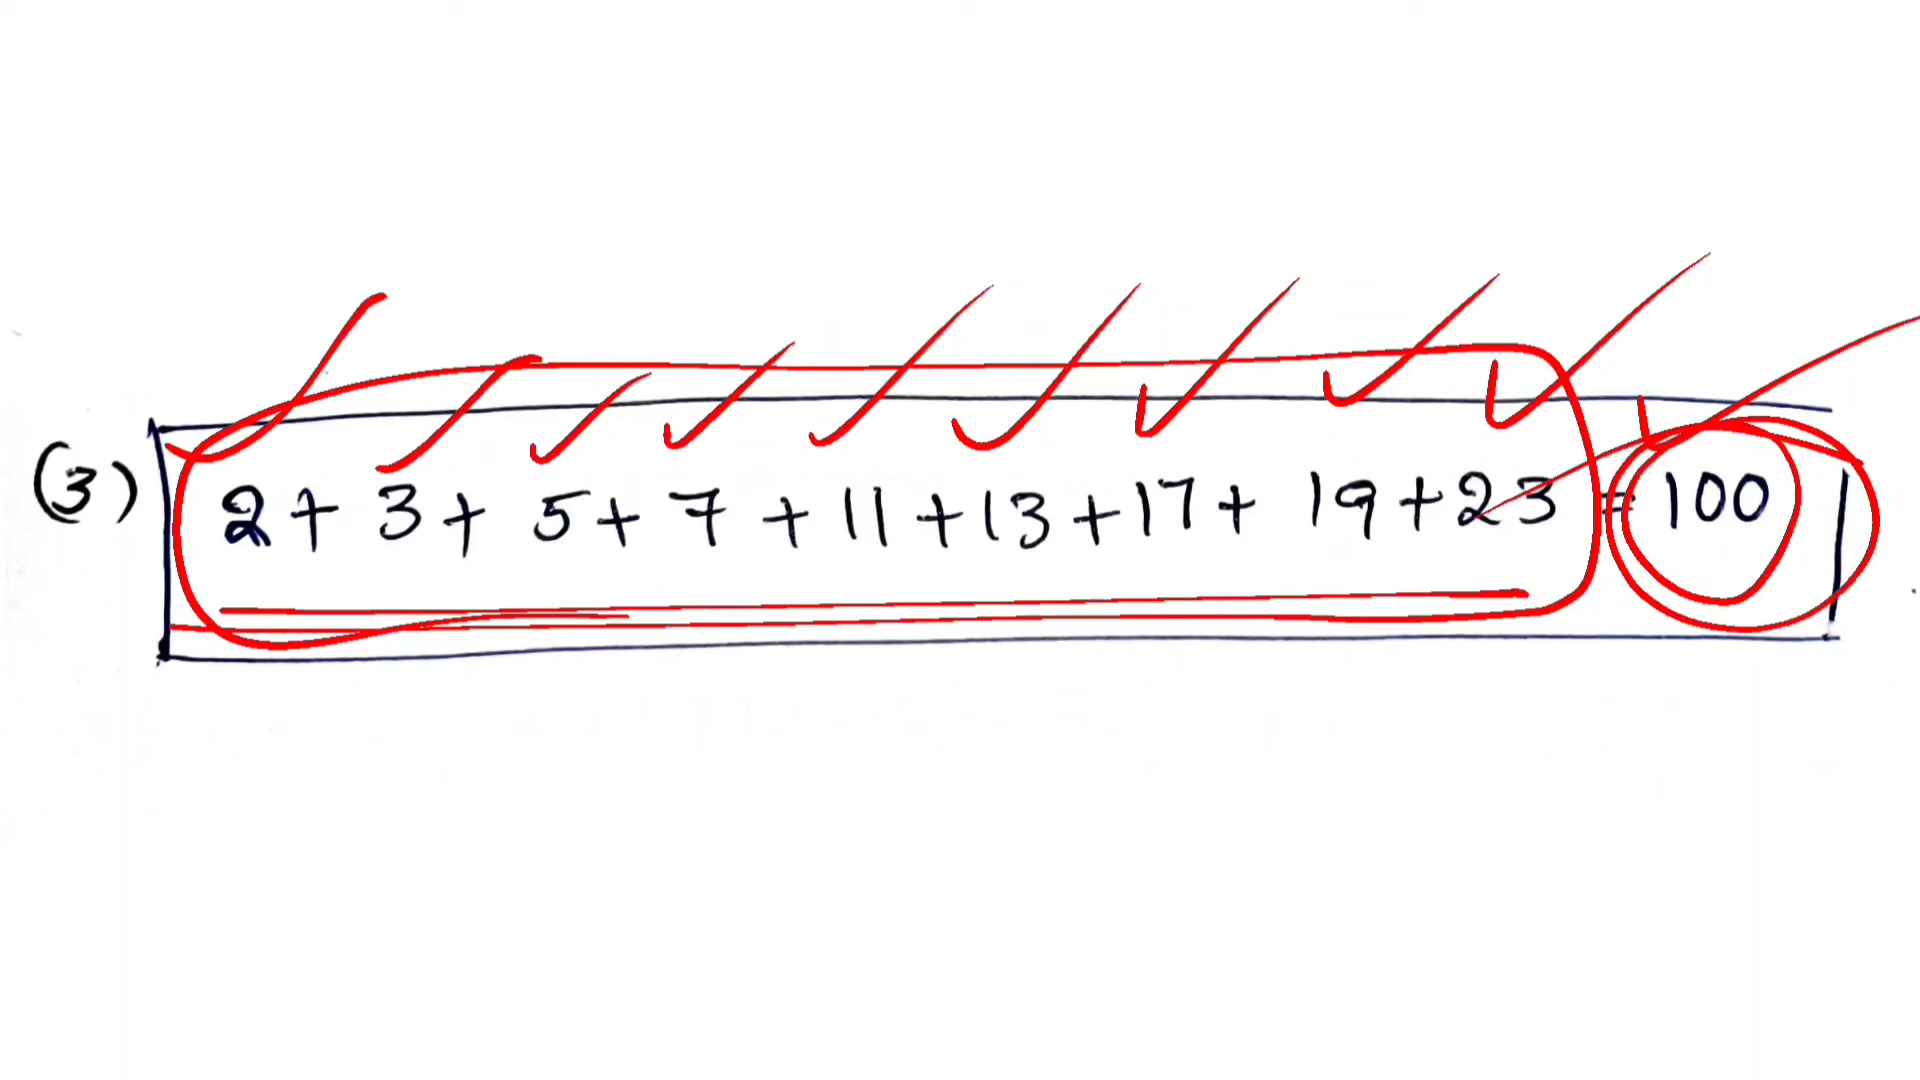 (3) 2 + 3 + 5 + 7 + 11 + 13 + 17 + 19 + 23 = 100